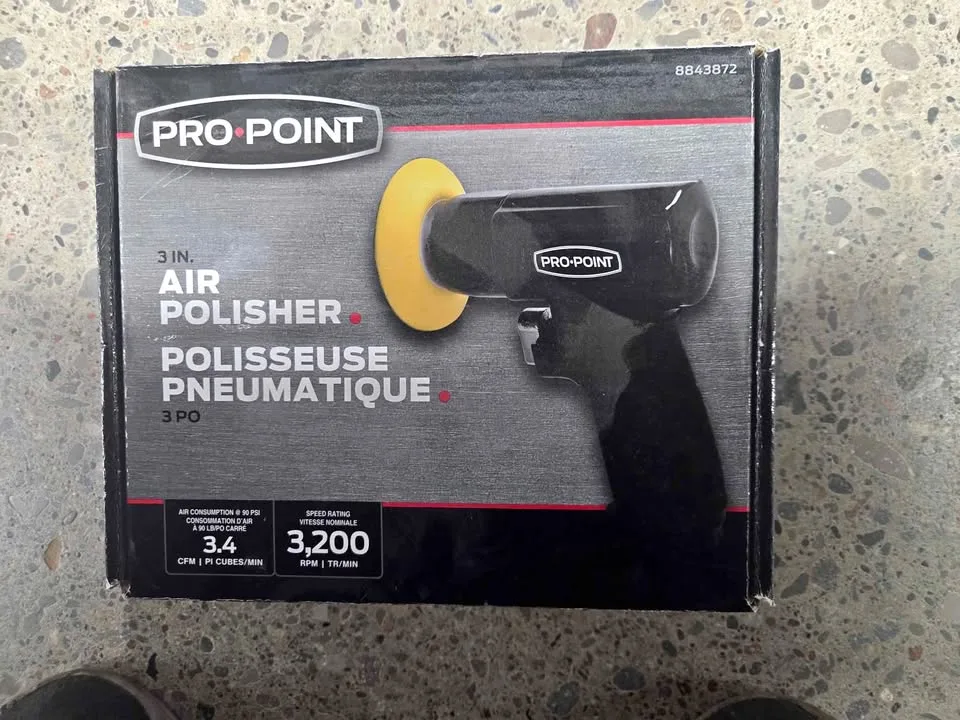 8843872
PRO•POINT
3 IN.
AIR
POLISHER
POLISSEUSE
PNEUMATIQUE
3 PO
PRO•POINT
AIR CONSUMPTION @ 90 PSI
CONSOMMATION D'AIR
À 90 LB/PO CARRÉ
3.4
CFM | PI CUBES/MIN
SPEED RATING
VITESSE NOMINALE
3,200
RPM | TR/MIN